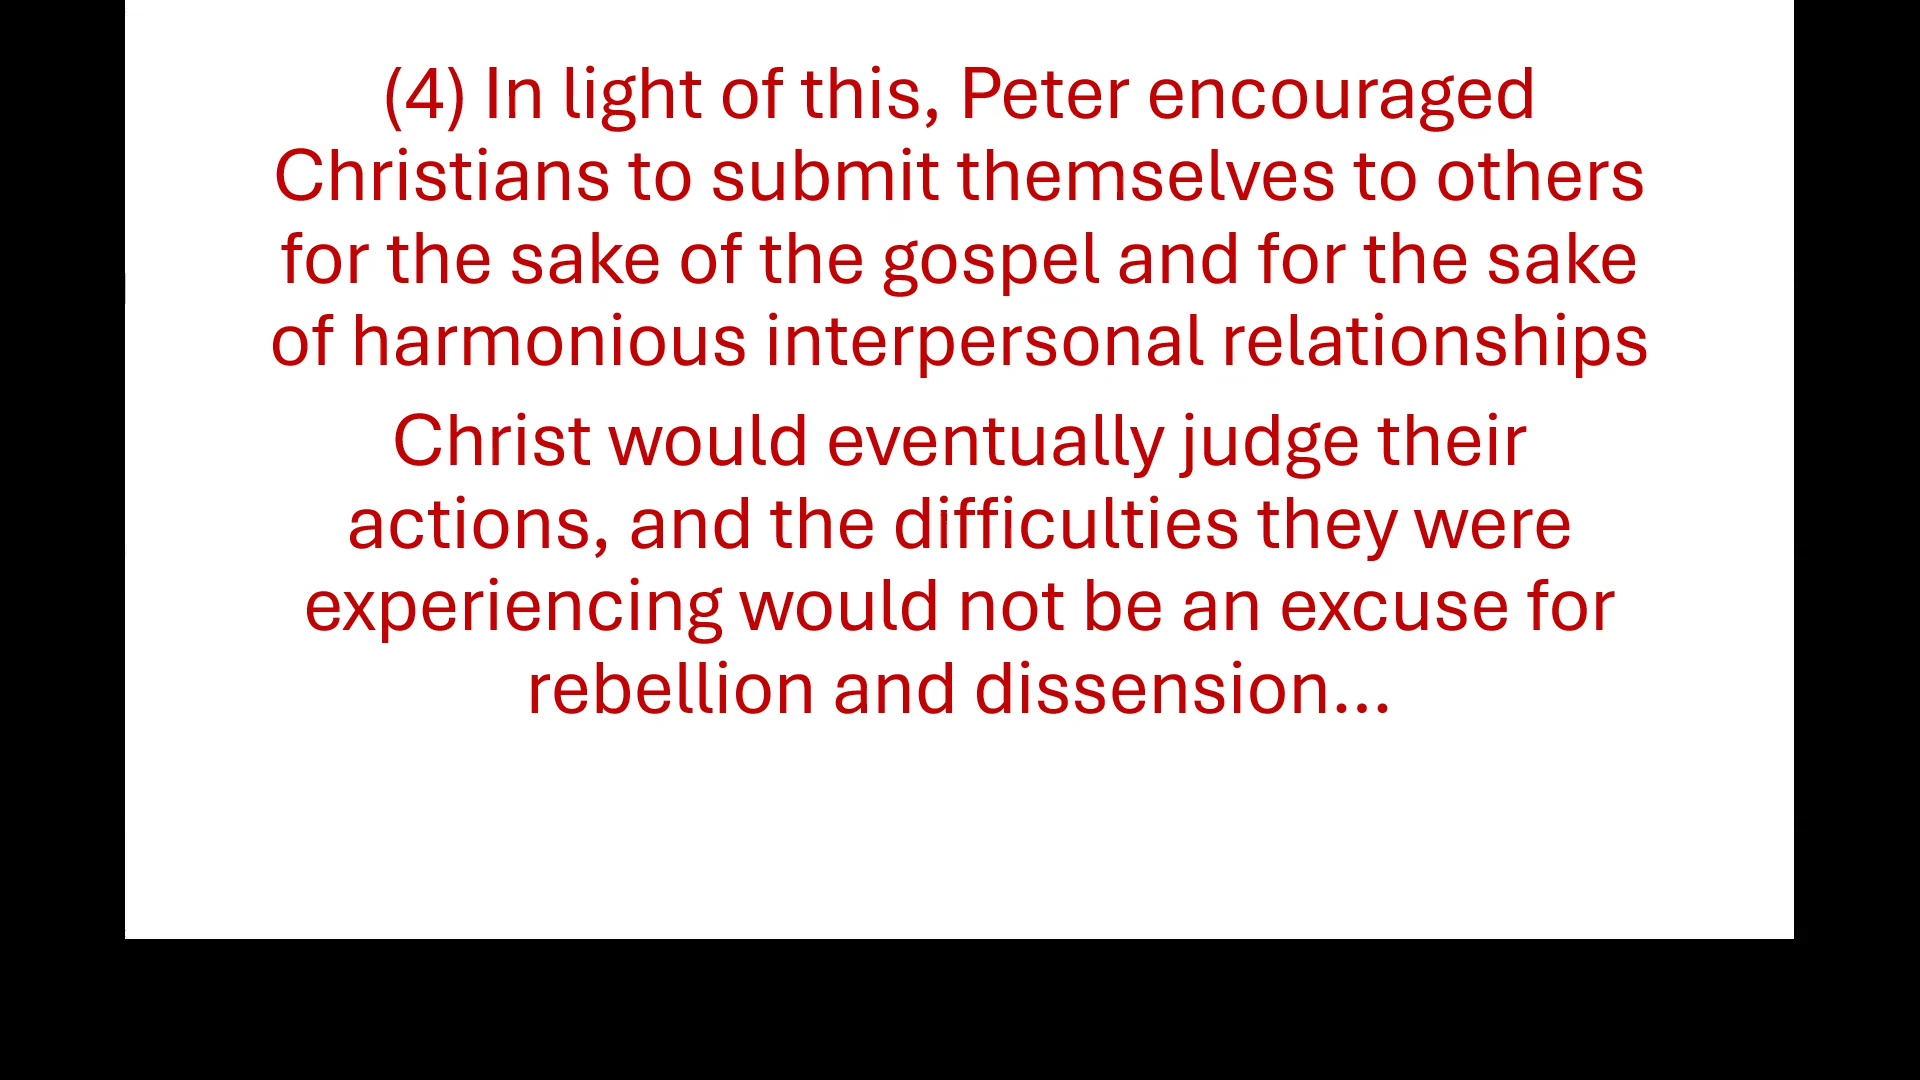 (4) In light of this, Peter encouraged
Christians to submit themselves to others
for the sake of the gospel and for the sake
of harmonious interpersonal relationships
Christ would eventually judge their
actions, and the difficulties they were
experiencing would not be an excuse for
rebellion and dissension...